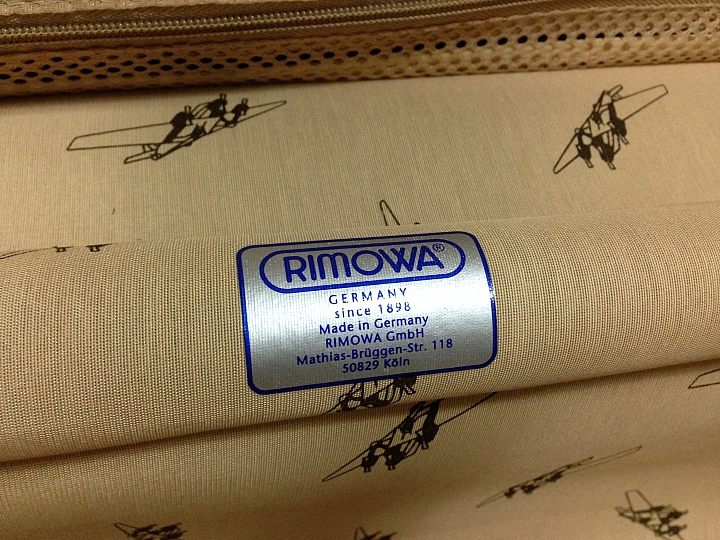 RIMOWA®
GERMANY
since 1898
Made in Germany
RIMOWA GmbH
Mathias-Brüggen-Str. 118
50829 Köln